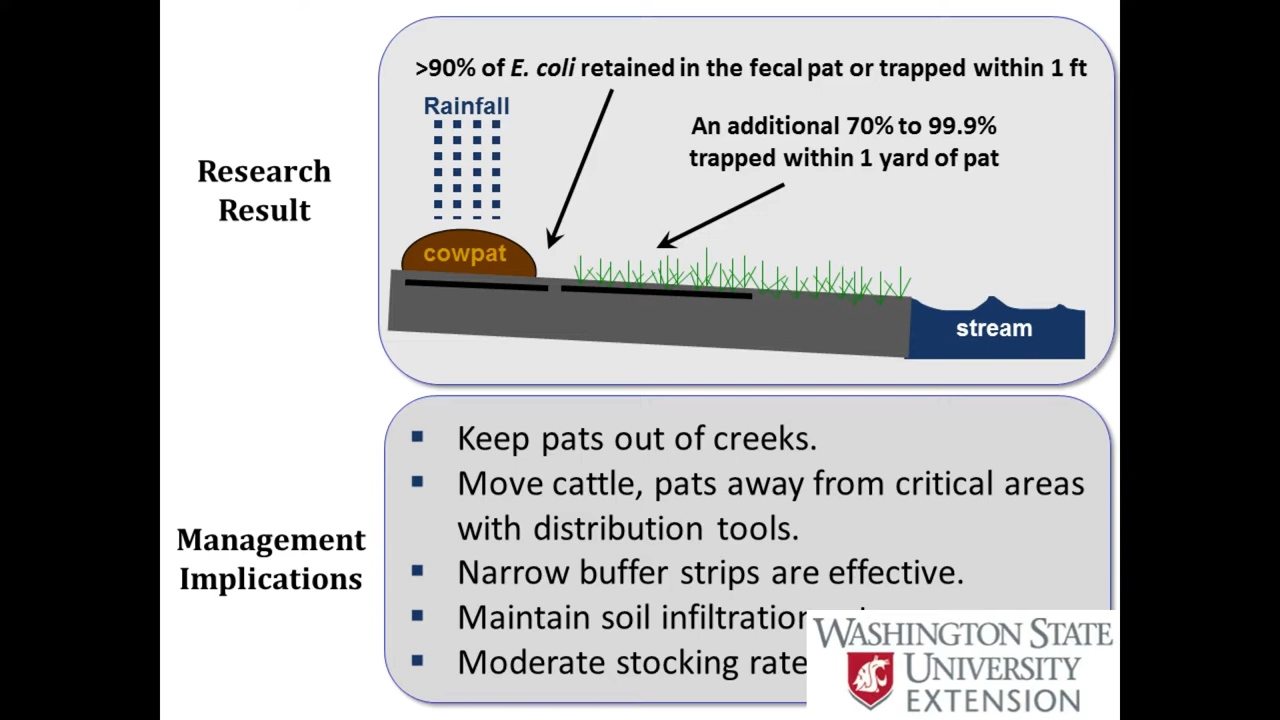 >90% of E. coli retained in the fecal pat or trapped within 1 ft
Rainfall
An additional 70% to 99.9%
trapped within 1 yard of pat
Research
Result
cowpat
stream
Keep pats out of creeks.
Move cattle, pats away from critical areas
with distribution tools.
Narrow buffer strips are effective.
Management
Implications
Maintain soil infiltration
Moderate stocking rate
WASHINGTON STATE
UNIVERSITY
EXTENSION